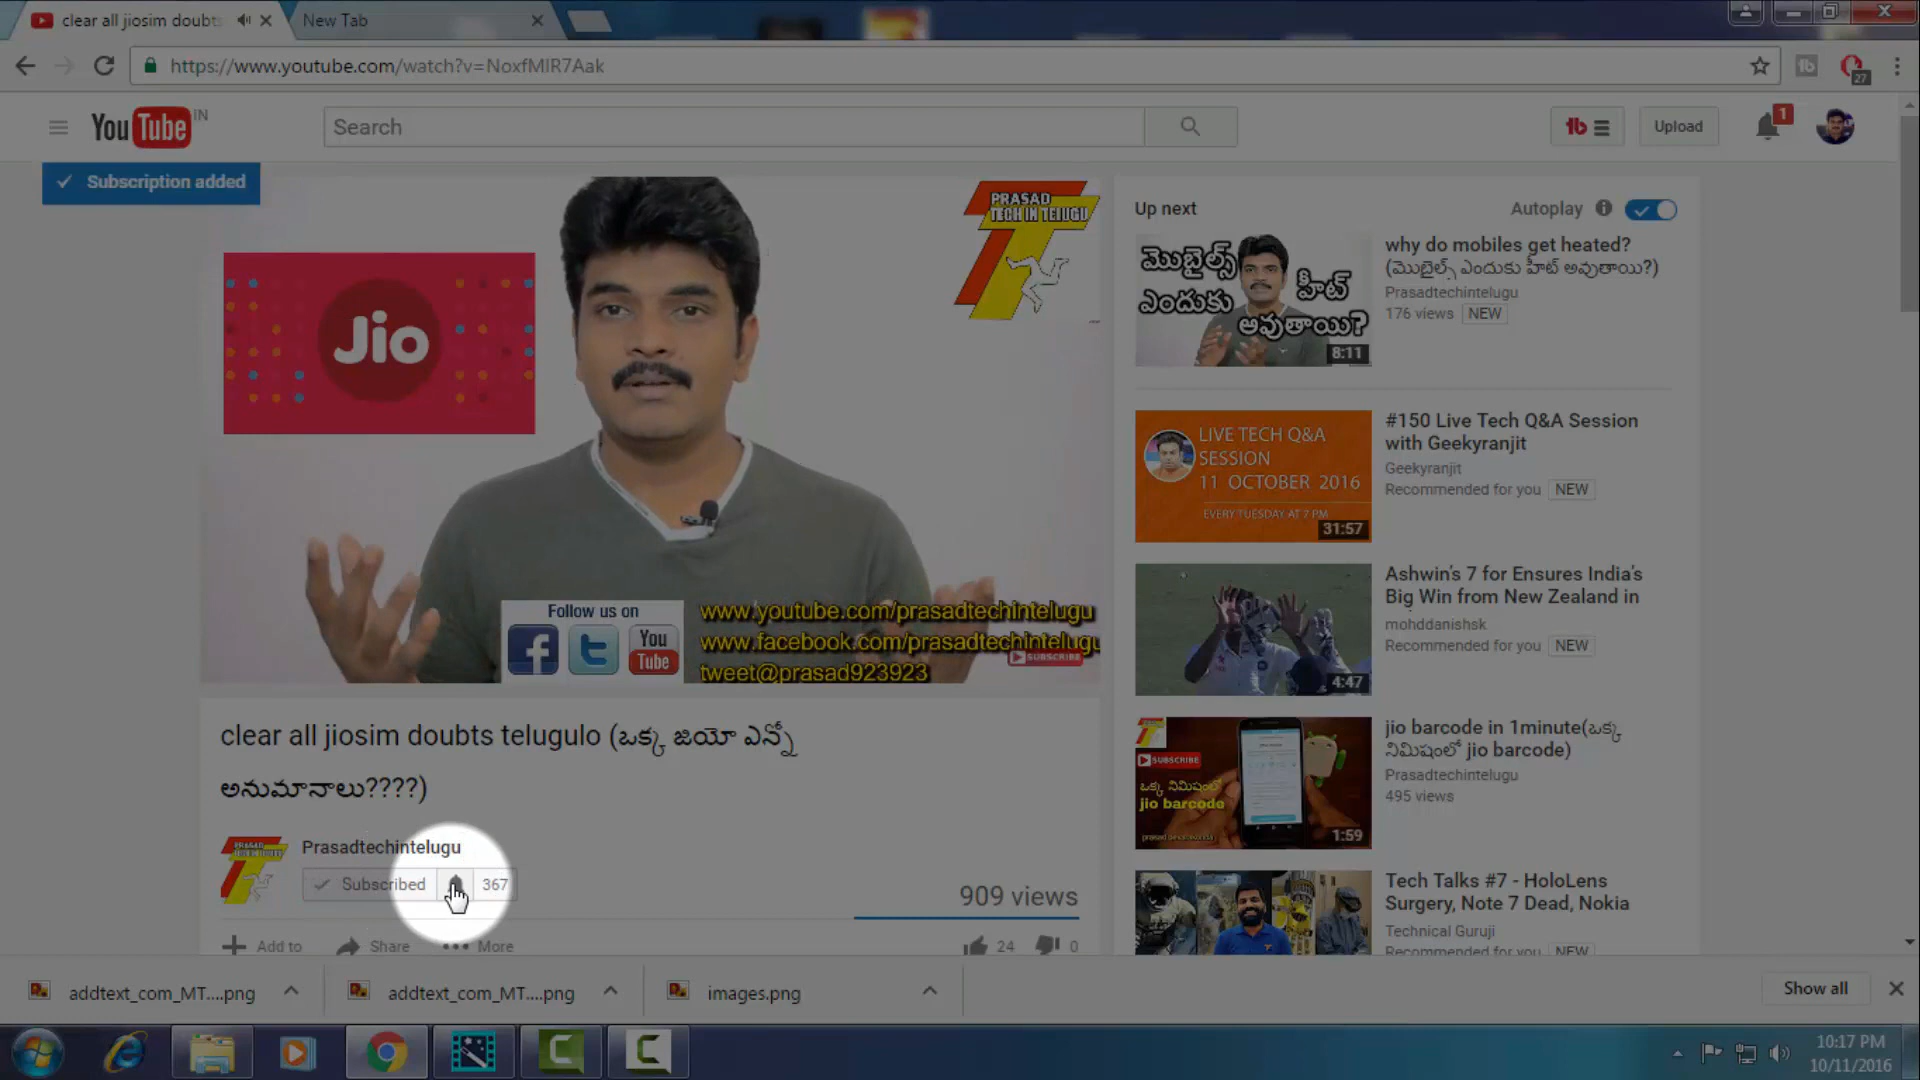 clear all jiosim doubts
New Tab
https://www.youtube.com/watch?v=NoxfMIR7Aak
27
YouTube IN
Search
Upload
1
Subscription added
Jio
PRASAD
TECH IN TELUGU
Follow us on
You
Tube
www.youtube.com/prasadtechintelugu
www.facebook.com/prasadtechintelugu
SUBSCRIBE
tweet@prasad923923
clear all jiosim doubts telugulo (ఒక్క జియో ఎన్నో
అనుమానాలు????)
Prasadtechintelugu
Subscribed
367
909 views
Add to
Share
More
24
0
Up next
Autoplay
మొబైల్స్
ఎందుకు
హీట్
అవుతాయి?
8:11
why do mobiles get heated?
(మొబైల్స్ ఎందుకు హీట్ అవుతాయి?)
Prasadtechintelugu
176 views NEW
LIVE TECH Q&A
SESSION
11 OCTOBER 2016
EVERY TUESDAY AT 7 PM
31:57
#150 Live Tech Q&A Session
with Geekyranjit
Geekyranjit
Recommended for you NEW
4:47
Ashwin's 7 for Ensures India's
Big Win from New Zealand in
mohddanishsk
Recommended for you NEW
SUBSCRIBE
ఒక్క నిమిషంలో
jio barcode
1:59
jio barcode in 1minute(ఒక్క
నిమిషంలో jio barcode)
Prasadtechintelugu
495 views
Tech Talks #7 - HoloLens
Surgery, Note 7 Dead, Nokia
Technical Guruji
Recommended for you NEW
addtext_com_MT....png
addtext_com_MT....png
images.png
Show all
10:17 PM
10/11/2016